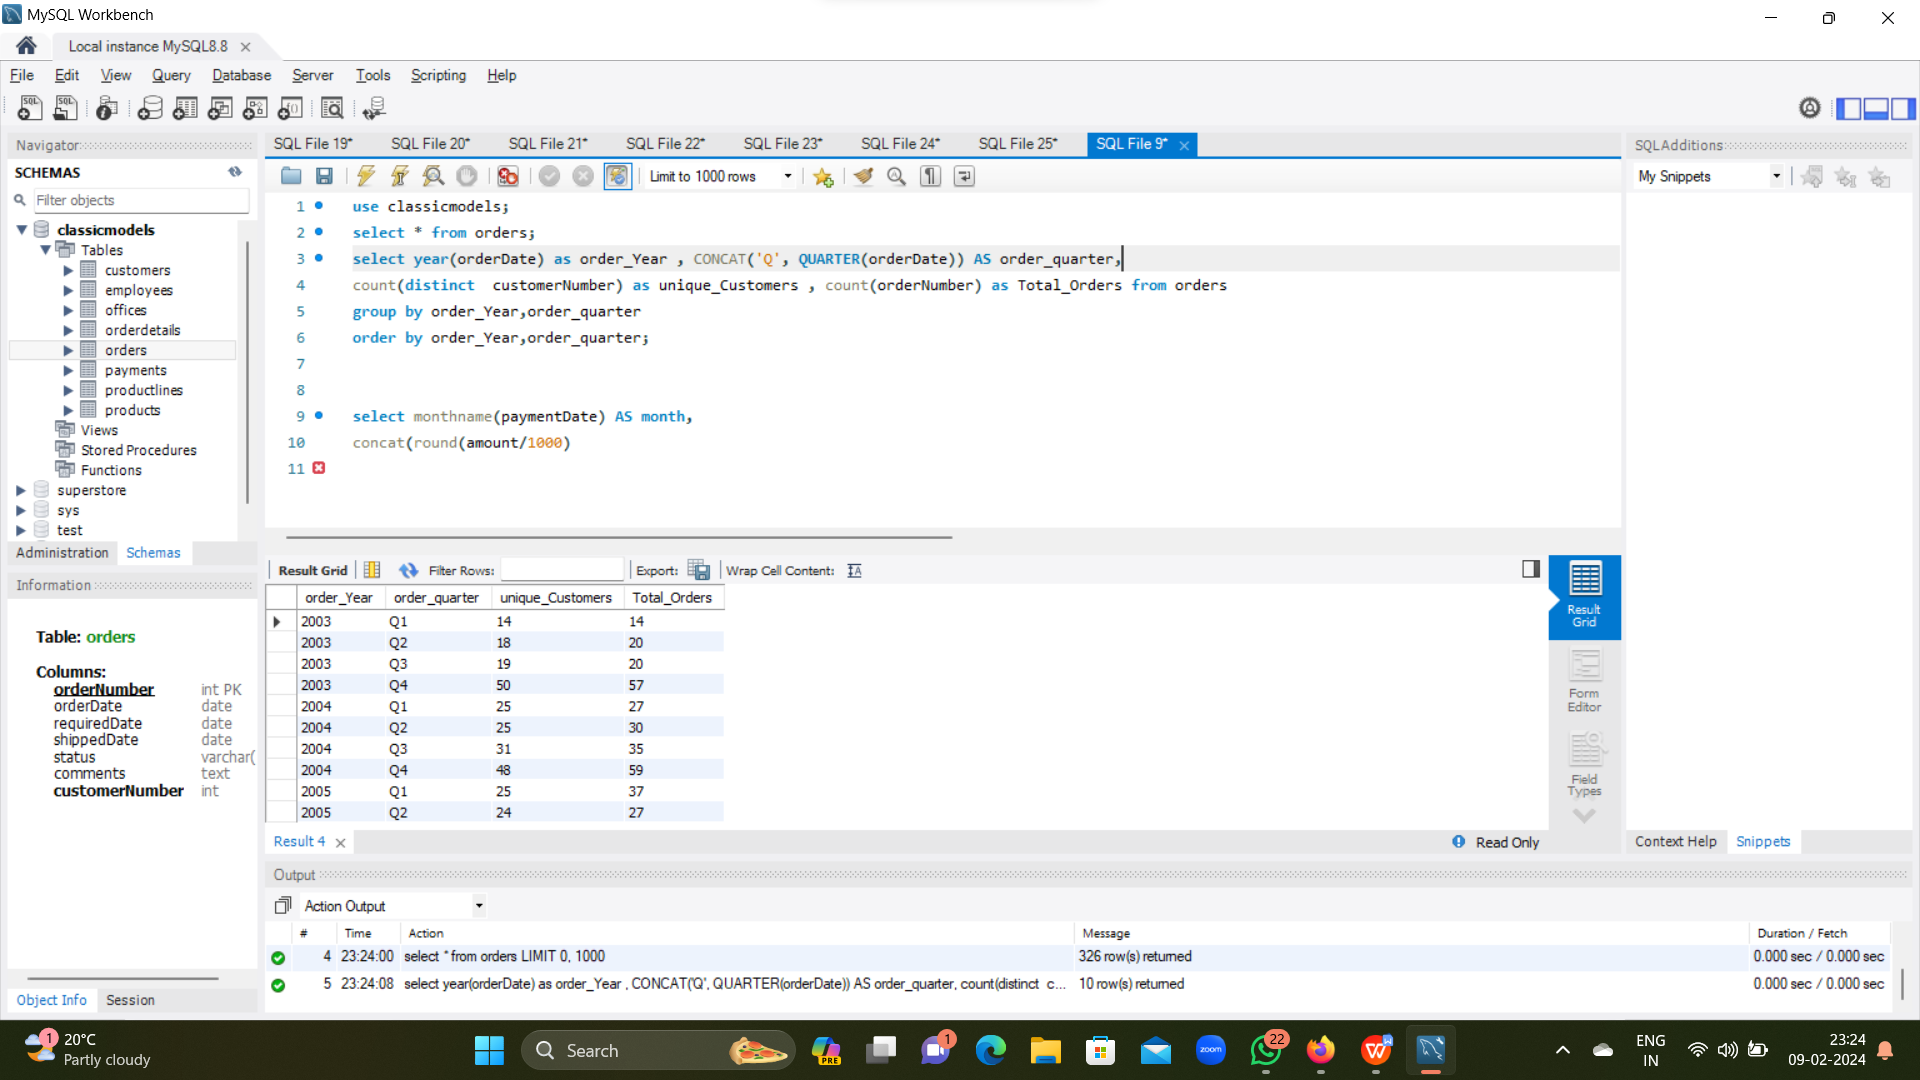 MySQL Workbench
Local instance MySQL8.8
File Edit View Query Database Server Tools Scripting Help
Navigator
SCHEMAS
Filter objects
classicmodels
Tables
customers
employees
offices
orderdetails
orders
payments
productlines
products
Views
Stored Procedures
Functions
superstore
sys
test
Administration Schemas
Information
Table: orders
Columns:
orderNumber int PK
orderDate date
requiredDate date
shippedDate date
status varchar(
comments text
customerNumber int
Object Info Session
SQL File 19* SQL File 20* SQL File 21* SQL File 22* SQL File 23* SQL File 24* SQL File 25* SQL File 9*
Limit to 1000 rows
1 use classicmodels;
2 select * from orders;
3 select year(orderDate) as order_Year , CONCAT('Q', QUARTER(orderDate)) AS order_quarter,
4 count(distinct  customerNumber) as unique_Customers , count(orderNumber) as Total_Orders from orders
5 group by order_Year,order_quarter
6 order by order_Year,order_quarter;
7
8
9 select monthname(paymentDate) AS month,
10 concat(round(amount/1000)
11
Result Grid Filter Rows: Export: Wrap Cell Content:
order_Year order_quarter unique_Customers Total_Orders
2003 Q1 14 14
2003 Q2 18 20
2003 Q3 19 20
2003 Q4 50 57
2004 Q1 25 27
2004 Q2 25 30
2004 Q3 31 35
2004 Q4 48 59
2005 Q1 25 37
2005 Q2 24 27
Result Grid
Form Editor
Field Types
Result 4
Read Only
SQLAdditions
My Snippets
Context Help Snippets
Output
Action Output
# Time Action Message Duration / Fetch
4 23:24:00 select * from orders LIMIT 0, 1000 326 row(s) returned 0.000 sec / 0.000 sec
5 23:24:08 select year(orderDate) as order_Year , CONCAT('Q', QUARTER(orderDate)) AS order_quarter, count(distinct  c... 10 row(s) returned 0.000 sec / 0.000 sec
1
20°C
Partly cloudy
Search
PRE
1
zoom
22
W
ENG
IN
23:24
09-02-2024